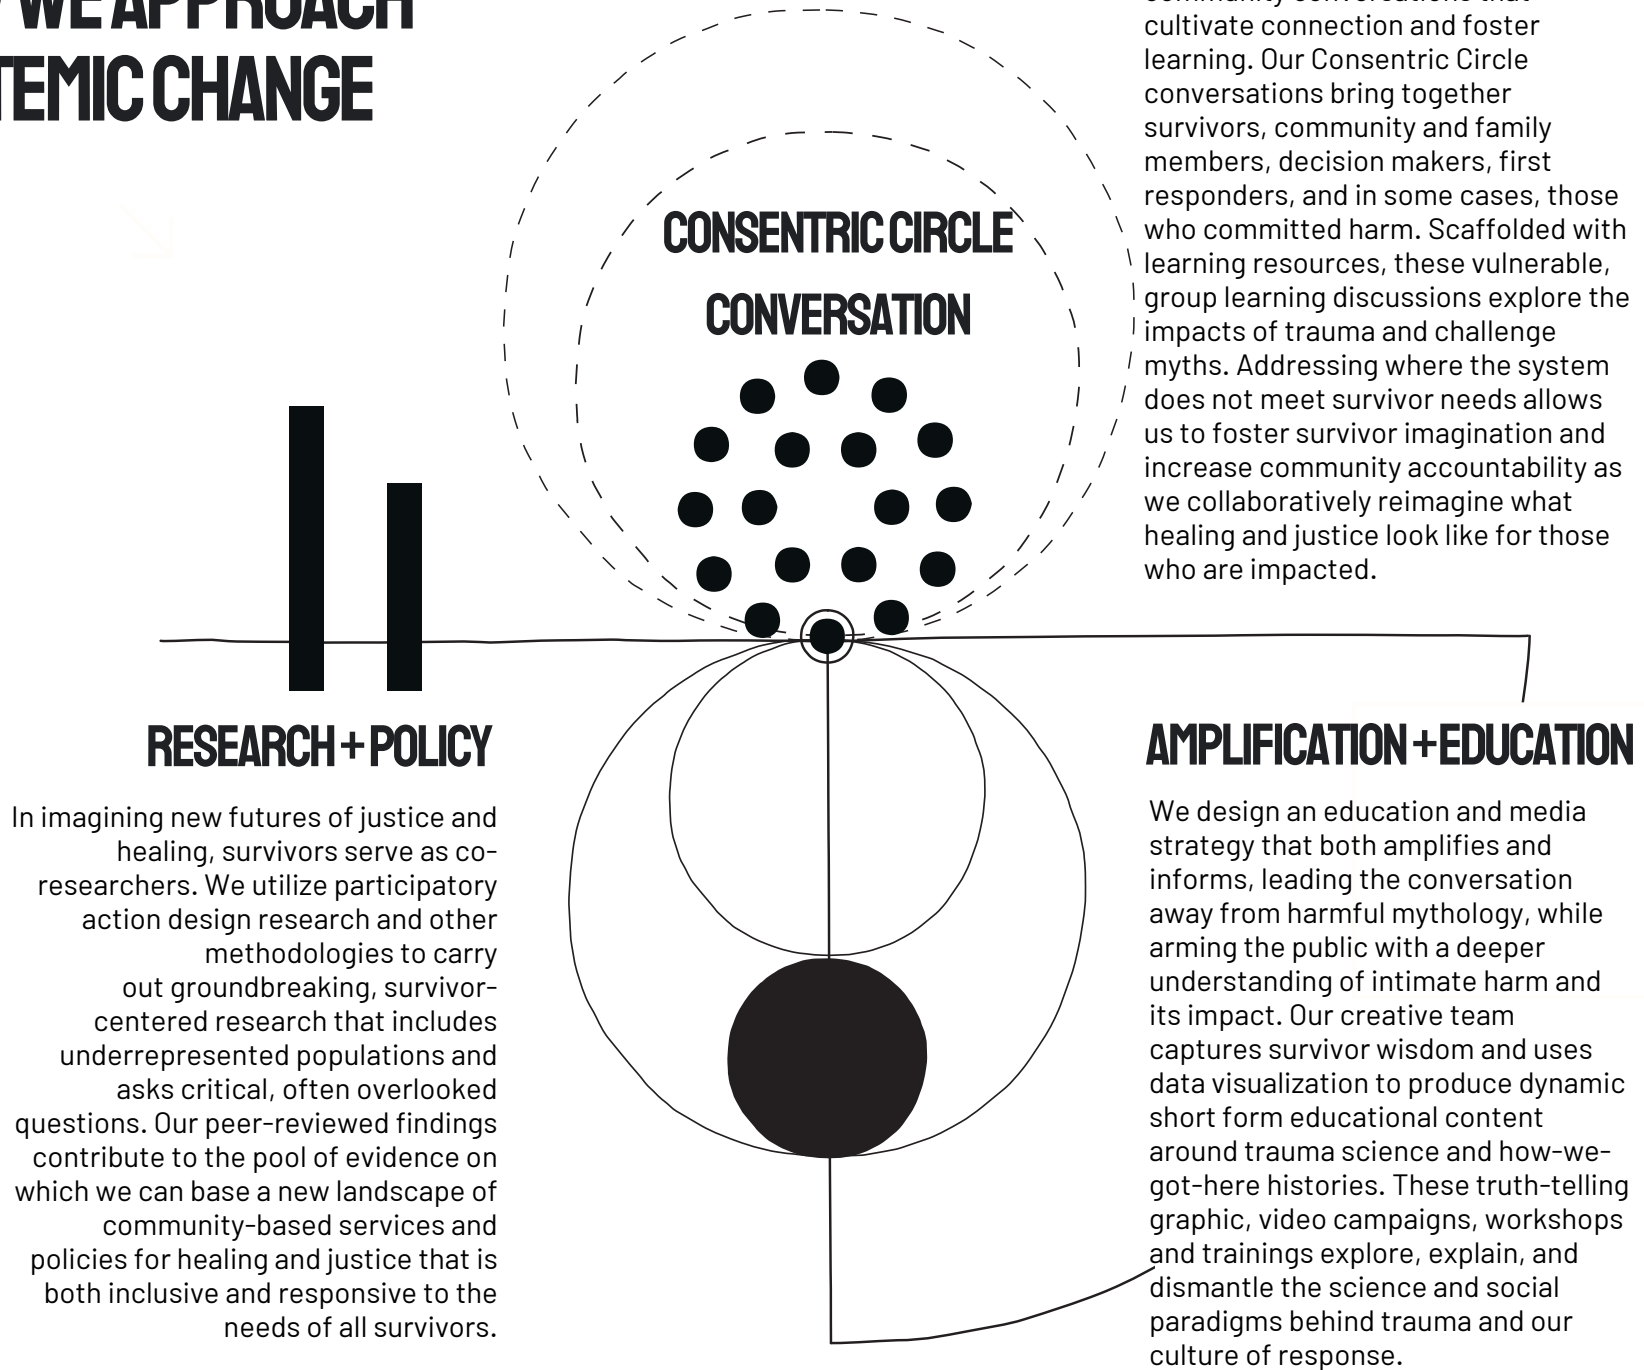 WE APPROACH
TEMIC CHANGE
cultivate connection and foster
learning. Our Consentric Circle
conversations bring together
survivors, community and family
members, decision makers, first
responders, and in some cases, those
who committed harm. Scaffolded with
learning resources, these vulnerable,
group learning discussions explore the
impacts of trauma and challenge
myths. Addressing where the system
does not meet survivor needs allows
us to foster survivor imagination and
increase community accountability as
we collaboratively reimagine what
healing and justice look like for those
who are impacted.
CONSENTRIC CIRCLE
CONVERSATION
RESEARCH + POLICY
In imagining new futures of justice and
healing, survivors serve as co-
researchers. We utilize participatory
action design research and other
methodologies to carry
out groundbreaking, survivor-
centered research that includes
underrepresented populations and
asks critical, often overlooked
questions. Our peer-reviewed findings
contribute to the pool of evidence on
which we can base a new landscape of
community-based services and
policies for healing and justice that is
both inclusive and responsive to the
needs of all survivors.
AMPLIFICATION + EDUCATION
We design an education and media
strategy that both amplifies and
informs, leading the conversation
away from harmful mythology, while
arming the public with a deeper
understanding of intimate harm and
its impact. Our creative team
captures survivor wisdom and uses
data visualization to produce dynamic
short form educational content
around trauma science and how-we-
got-here histories. These truth-telling
graphic, video campaigns, workshops
and trainings explore, explain, and
dismantle the science and social
paradigms behind trauma and our
culture of response.